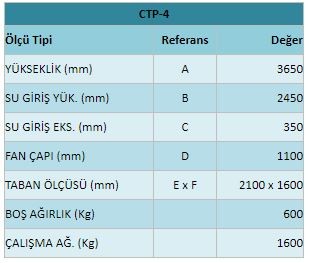 CTP-4
Ölçü Tipi Referans Değer
YÜKSEKLİK (mm) A 3650
SU GİRİŞ YÜK. (mm) B 2450
SU GİRİŞ EKS. (mm) C 350
FAN ÇAPI (mm) D 1100
TABAN ÖLÇÜSÜ (mm) E x F 2100 x 1600
BOŞ AĞIRLIK (Kg) 600
ÇALIŞMA AĞ. (Kg) 1600